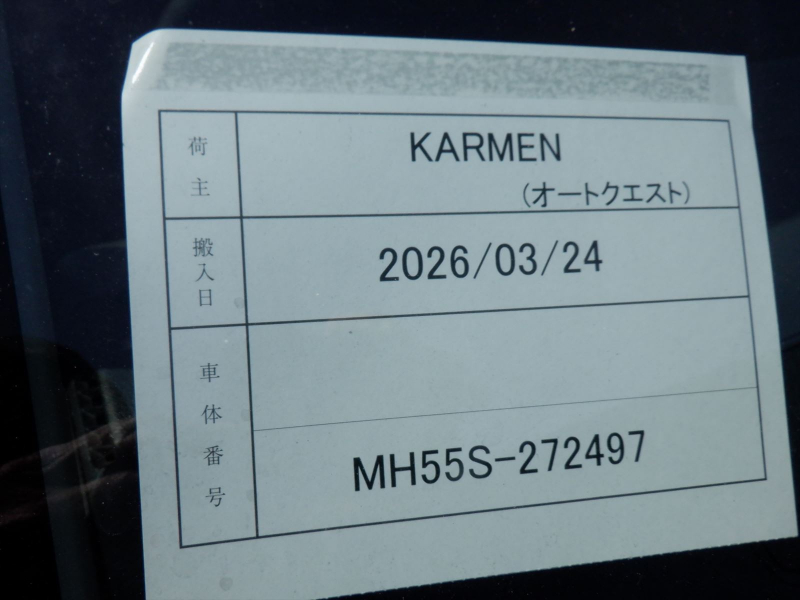 荷主
KARMEN
(オートクエスト)
搬入日
2026/03/24
車体番号
MH55S-272497